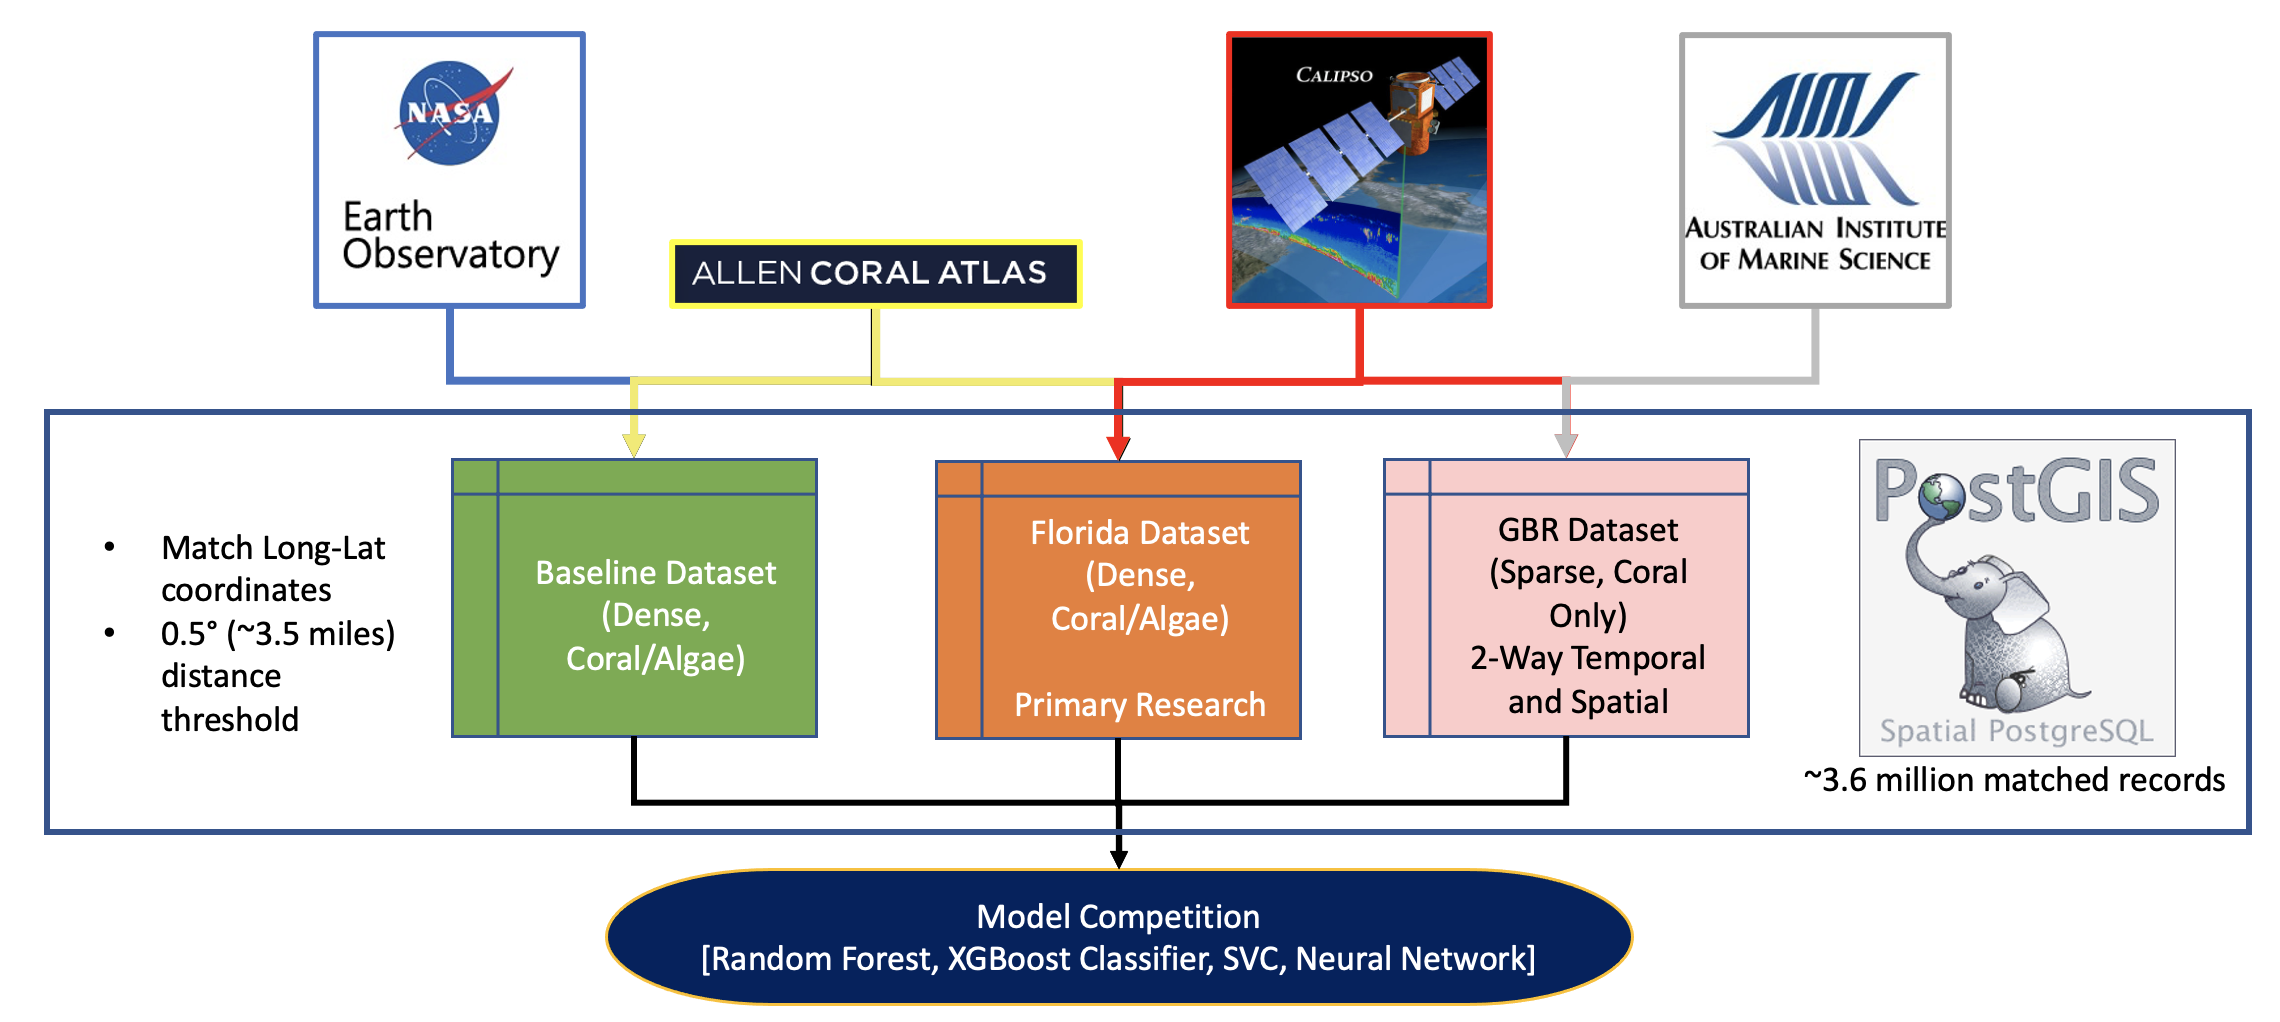 NASA
Earth
Observatory
ALLEN CORAL ATLAS
CALIPSO
AIMS
AUSTRALIAN INSTITUTE
OF MARINE SCIENCE
• Match Long-Lat
coordinates
• 0.5° (~3.5 miles)
distance
threshold
Baseline Dataset
(Dense,
Coral/Algae)
Florida Dataset
(Dense,
Coral/Algae)
Primary Research
GBR Dataset
(Sparse, Coral
Only)
2-Way Temporal
and Spatial
PostGIS
Spatial PostgreSQL
~3.6 million matched records
Model Competition
[Random Forest, XGBoost Classifier, SVC, Neural Network]